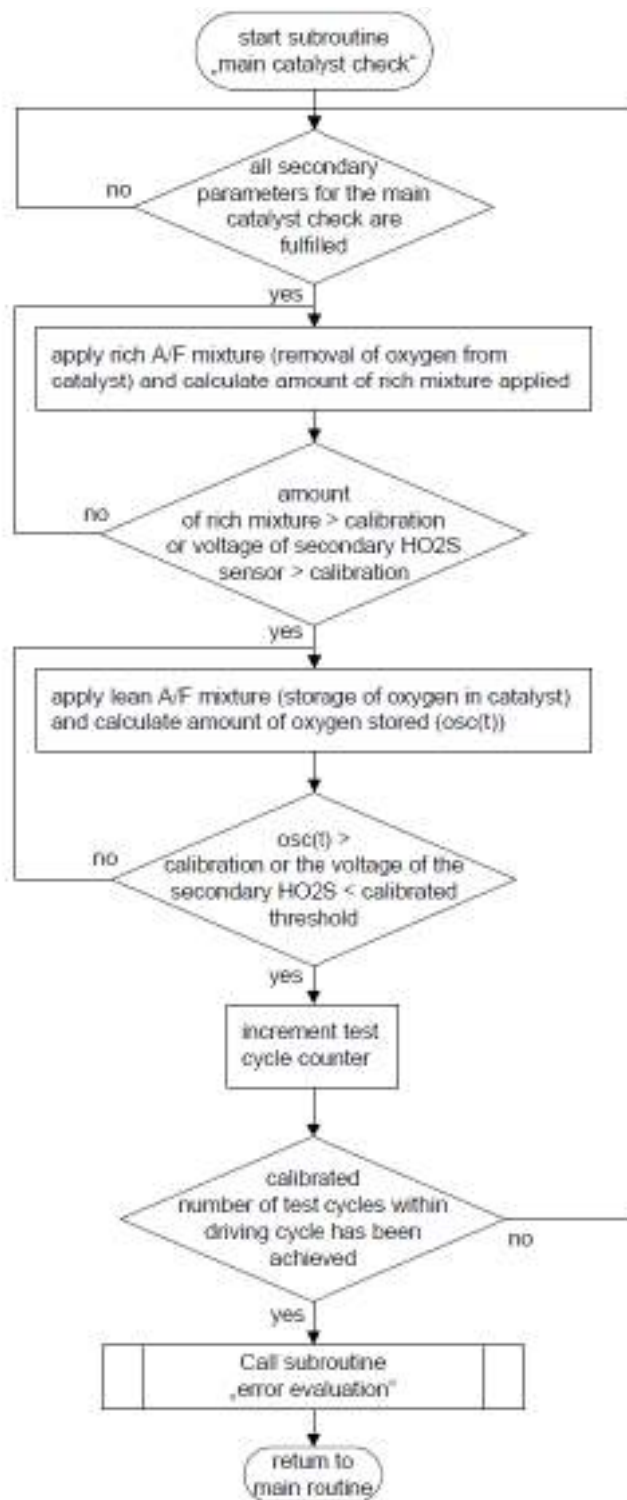 start subroutine
„main catalyst check"
all secondary
parameters for the main
catalyst check are
fulfilled
no
yes
apply rich A/F mixture (removal of oxygen from
catalyst) and calculate amount of rich mixture applied
amount
of rich mixture > calibration
or voltage of secondary HO2S
sensor > calibration
no
yes
apply lean A/F mixture (storage of oxygen in catalyst)
and calculate amount of oxygen stored (osc(t))
osc(t) >
calibration or the voltage of the
secondary HO2S < calibrated
threshold
no
yes
increment test
cycle counter
calibrated
number of test cycles within
driving cycle has been
achieved
no
yes
Call subroutine
„error evaluation"
return to
main routine